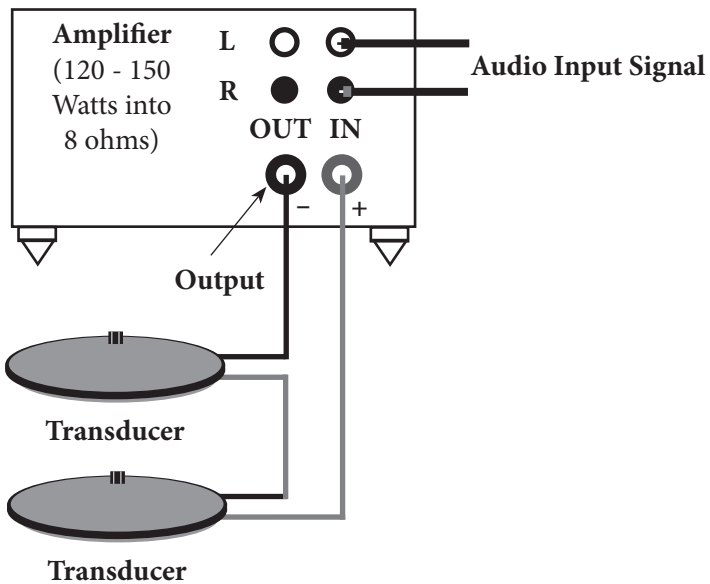 Amplifier
(120 - 150
Watts into
8 ohms)
L
R
OUT IN
Audio Input Signal
– +
Output
Transducer
Transducer